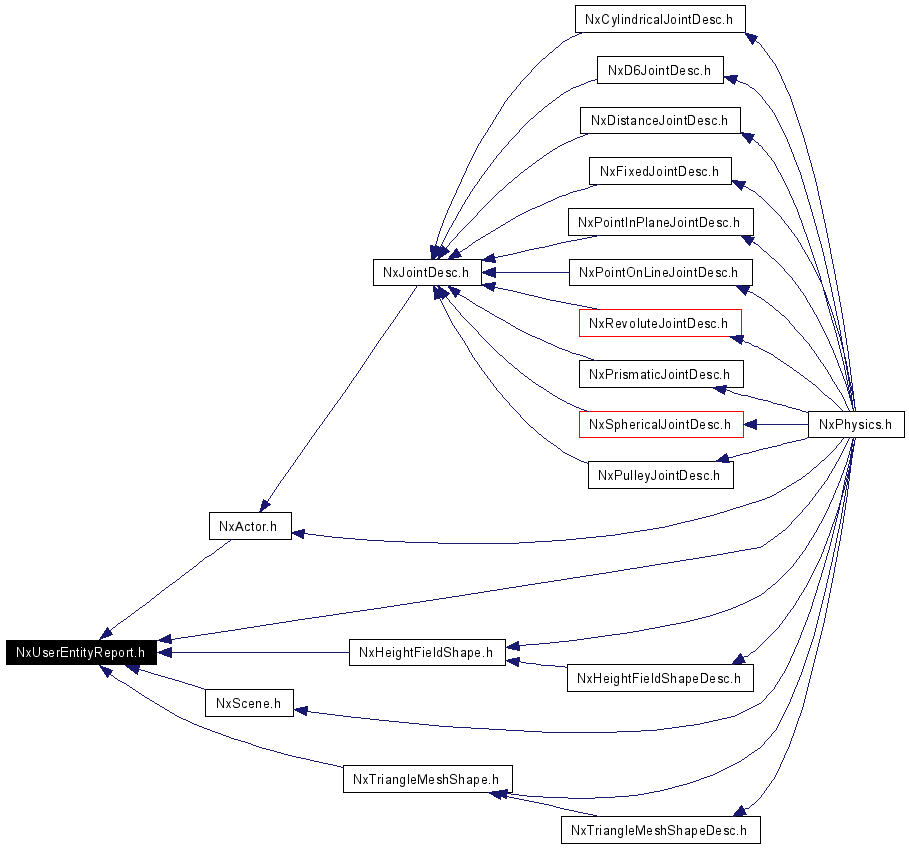 NxCylindricalJointDesc.h
NxD6JointDesc.h
NxDistanceJointDesc.h
NxFixedJointDesc.h
NxPointInPlaneJointDesc.h
NxJointDesc.h
NxPointOnLineJointDesc.h
NxRevoluteJointDesc.h
NxPrismaticJointDesc.h
NxSphericalJointDesc.h
NxPhysics.h
NxPulleyJointDesc.h
NxActor.h
NxUserEntityReport.h
NxHeightFieldShape.h
NxHeightFieldShapeDesc.h
NxScene.h
NxTriangleMeshShape.h
NxTriangleMeshShapeDesc.h